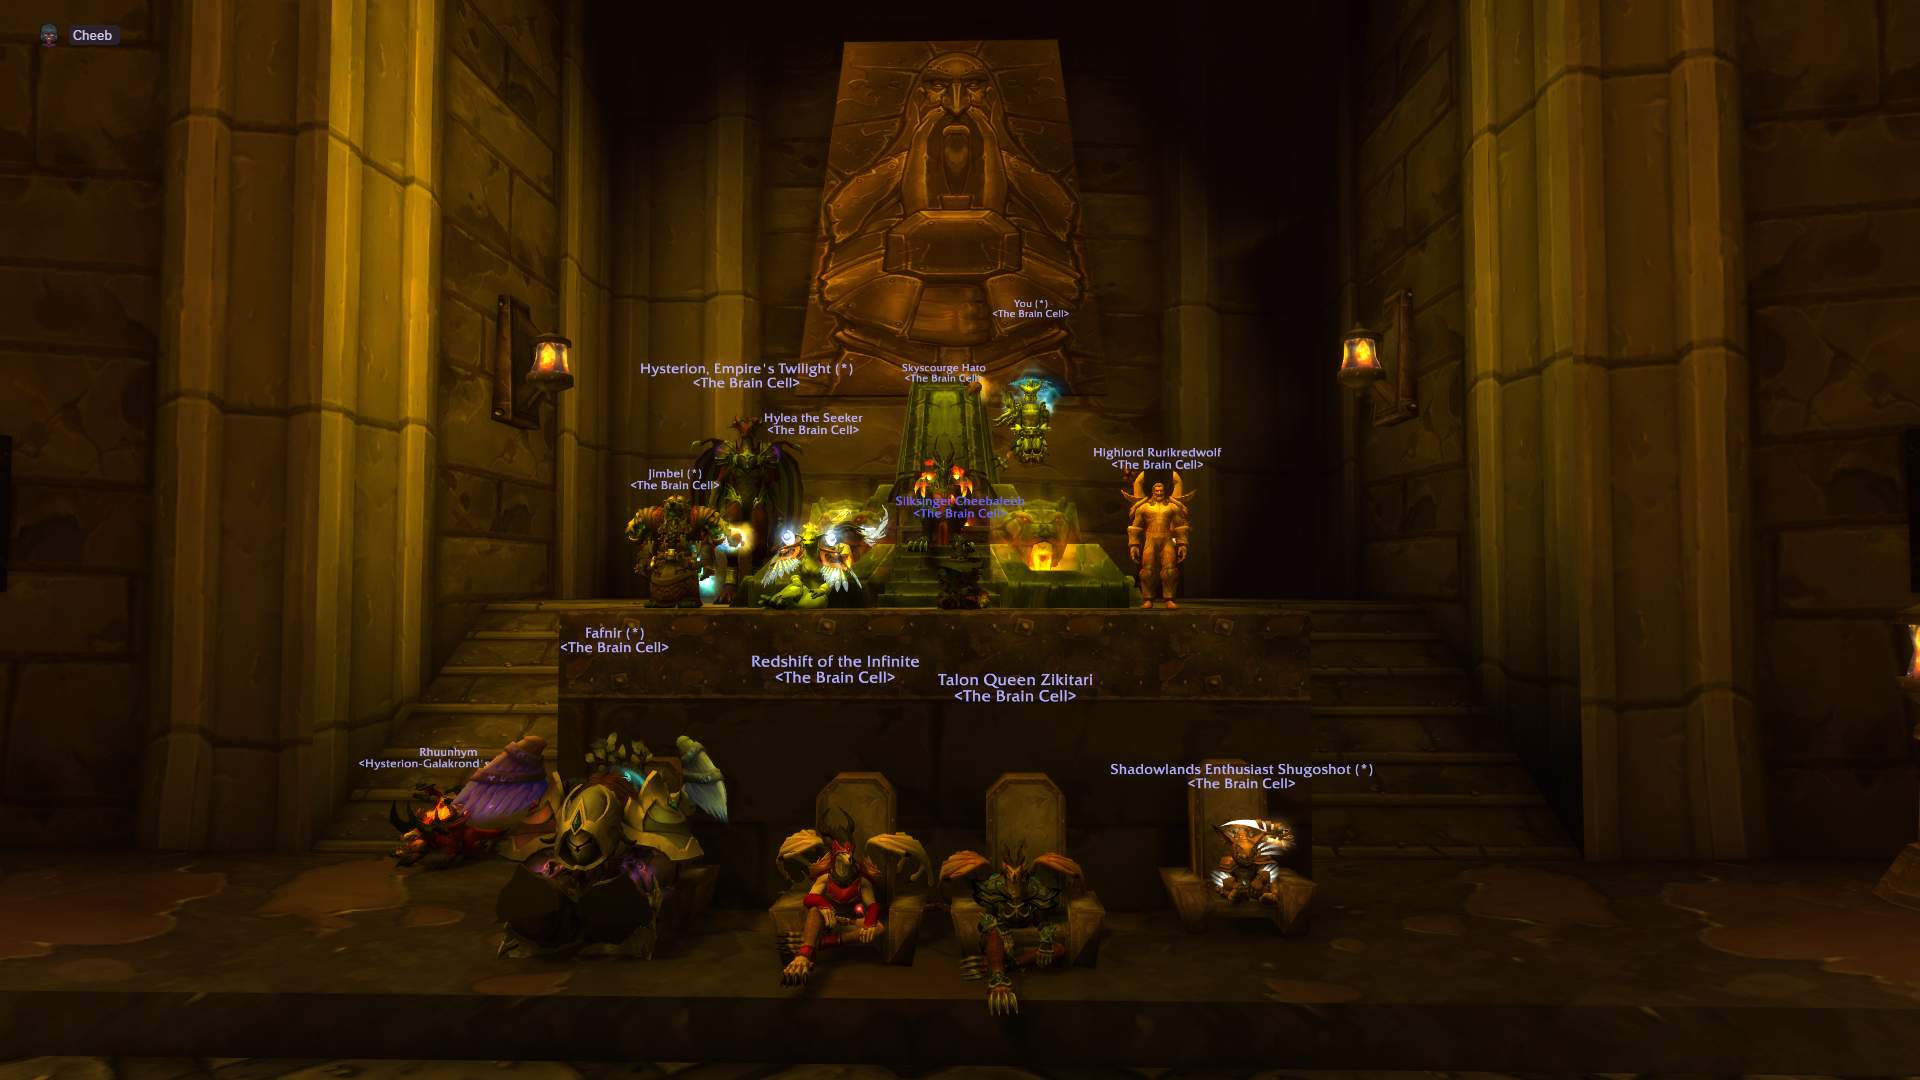 Cheeb
You (*)
<The Brain Cell>
Hysterion, Empire's Twilight (*)
<The Brain Cell>
Skyscourge Hato
<The Brain Cell>
Hylea the Seeker
<The Brain Cell>
Highlord Rurikredwolf
<The Brain Cell>
Jimbei (*)
<The Brain Cell>
Silksinger Cheebaleeb
<The Brain Cell>
Fafnir (*)
<The Brain Cell>
Redshift of the Infinite
<The Brain Cell>
Talon Queen Zikitari
<The Brain Cell>
Rhuunhym
<Hysterion-Galakrond's
Shadowlands Enthusiast Shugoshot (*)
<The Brain Cell>